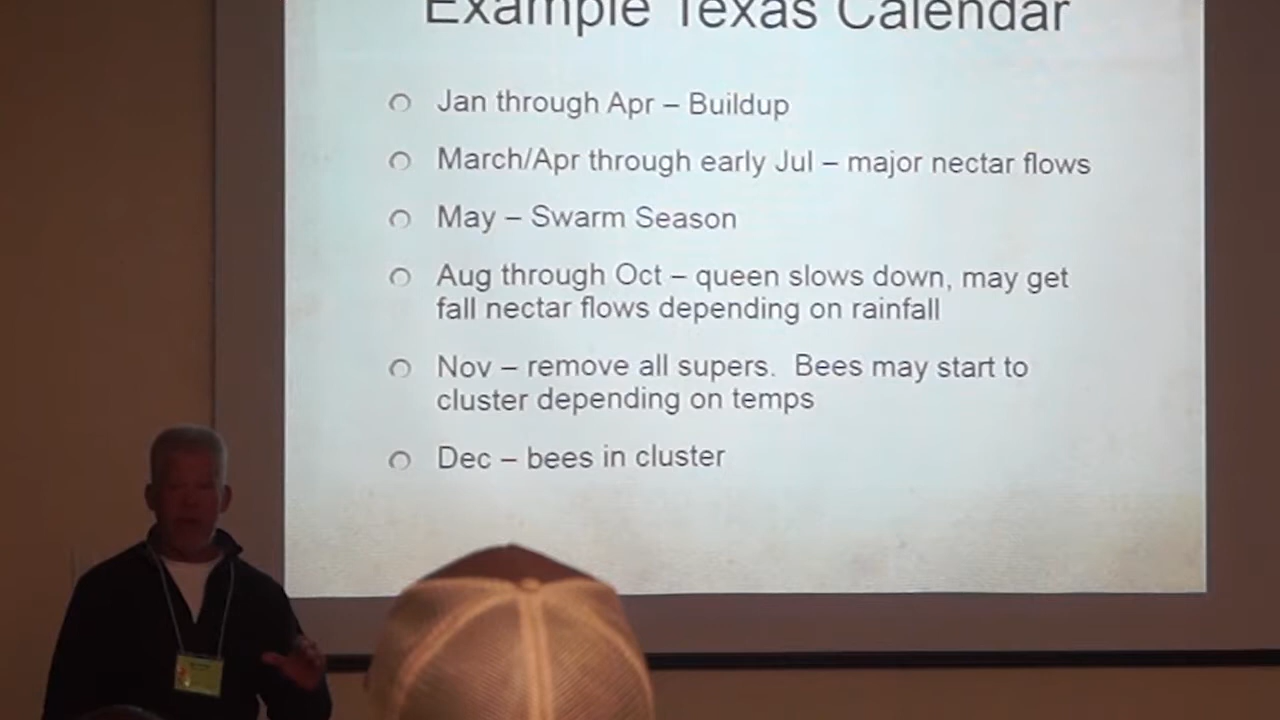 Example Texas Calendar
Jan through Apr – Buildup
March/Apr through early Jul – major nectar flows
May – Swarm Season
Aug through Oct – queen slows down, may get
fall nectar flows depending on rainfall
Nov – remove all supers.  Bees may start to
cluster depending on temps
Dec – bees in cluster